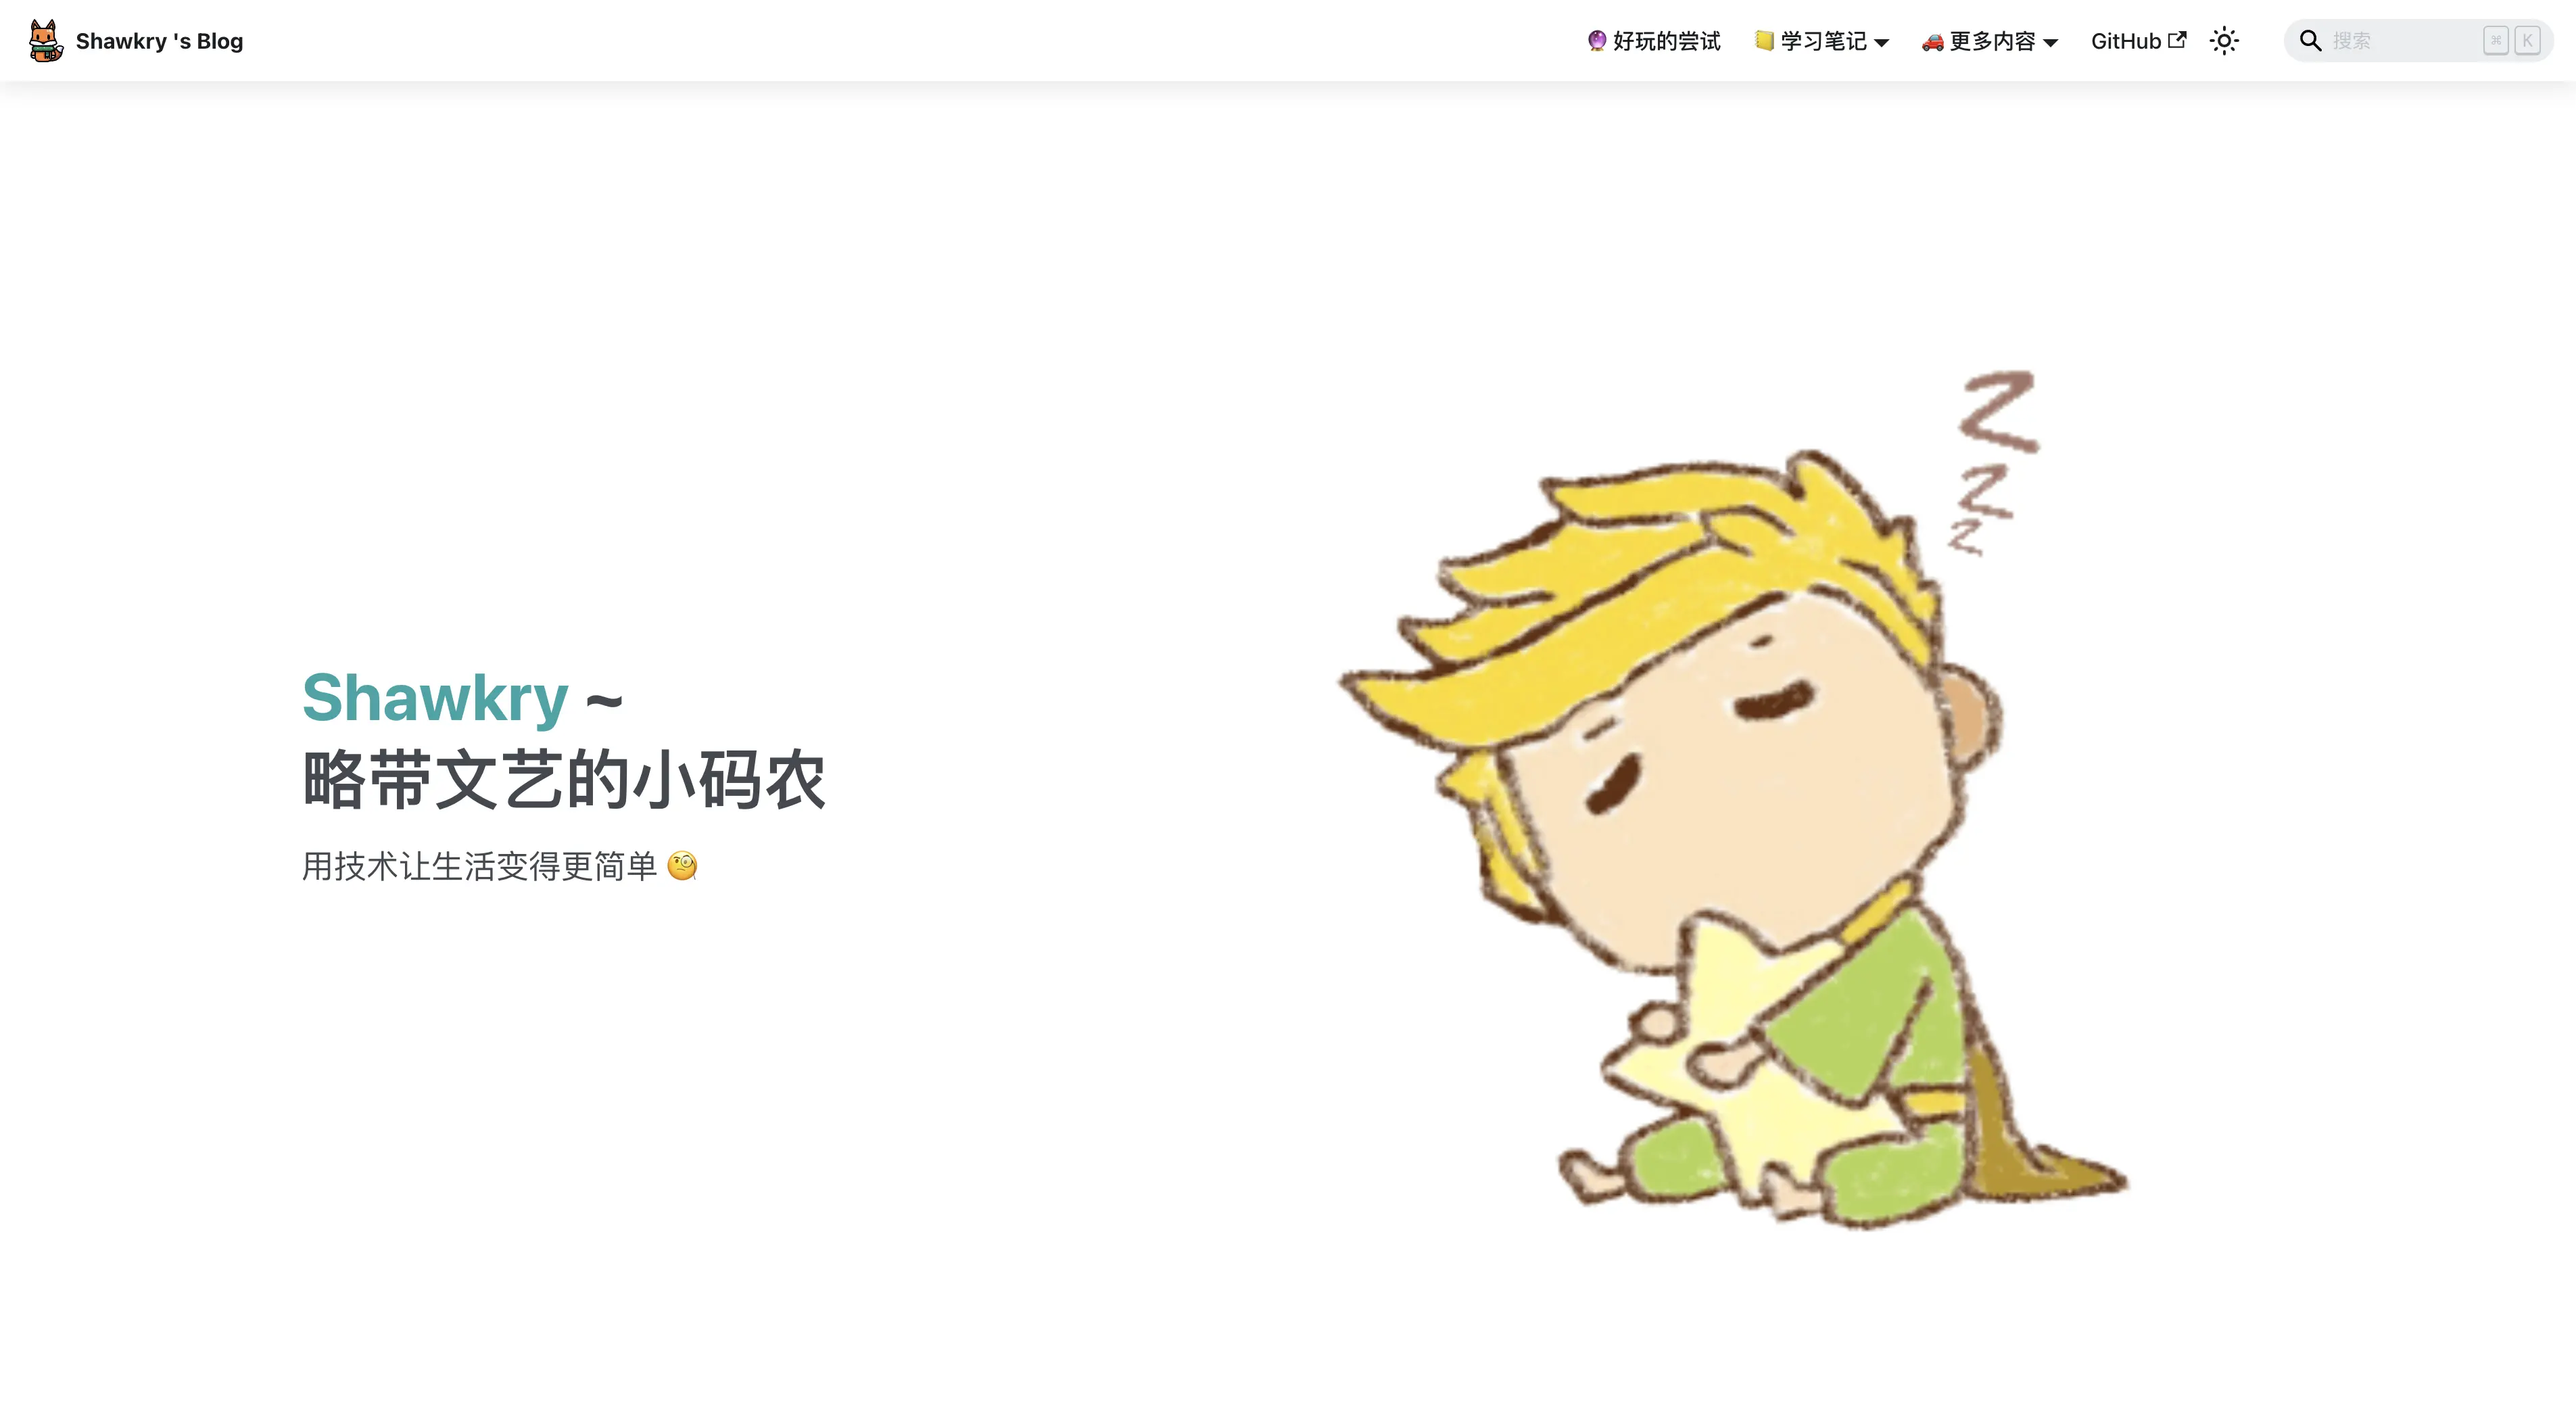 Shawkry 's Blog
🔮 好玩的尝试
📒 学习笔记
🚗 更多内容
GitHub
搜索
⌘ K
Z
Z
Z
Shawkry ~
略带文艺的小码农
用技术让生活变得更简单 🧐